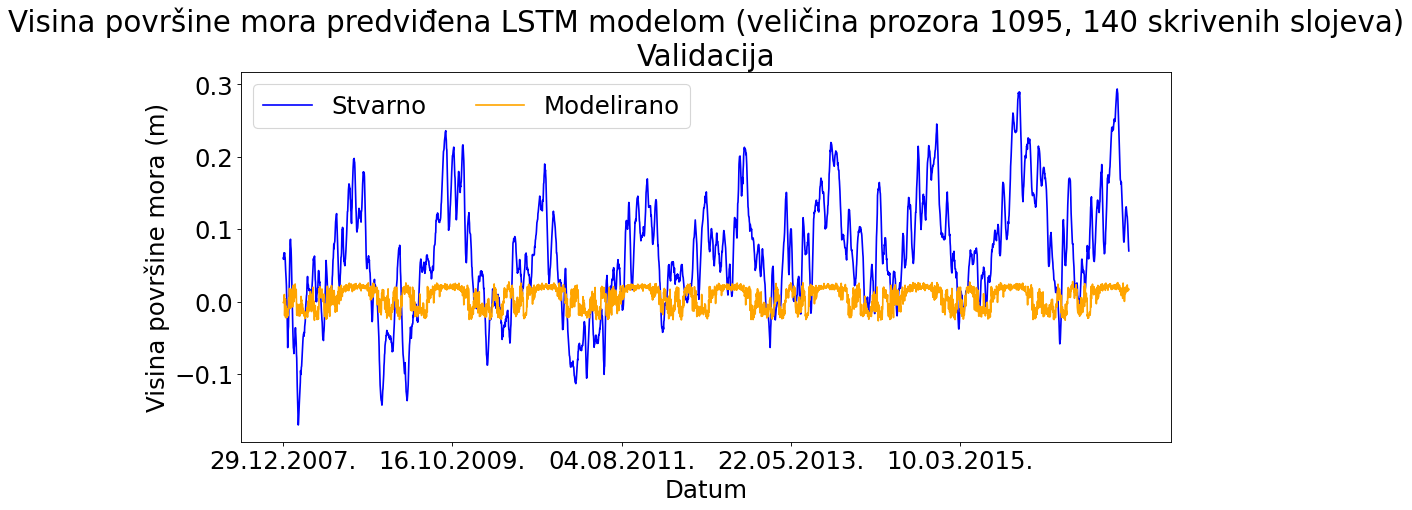 Visina površine mora predviđena LSTM modelom (veličina prozora 1095, 140 skrivenih slojeva)
Validacija
Stvarno Modelirano
Visina površine mora (m)
0.3
0.2
0.1
0.0
−0.1
29.12.2007. 16.10.2009. 04.08.2011. 22.05.2013. 10.03.2015.
Datum